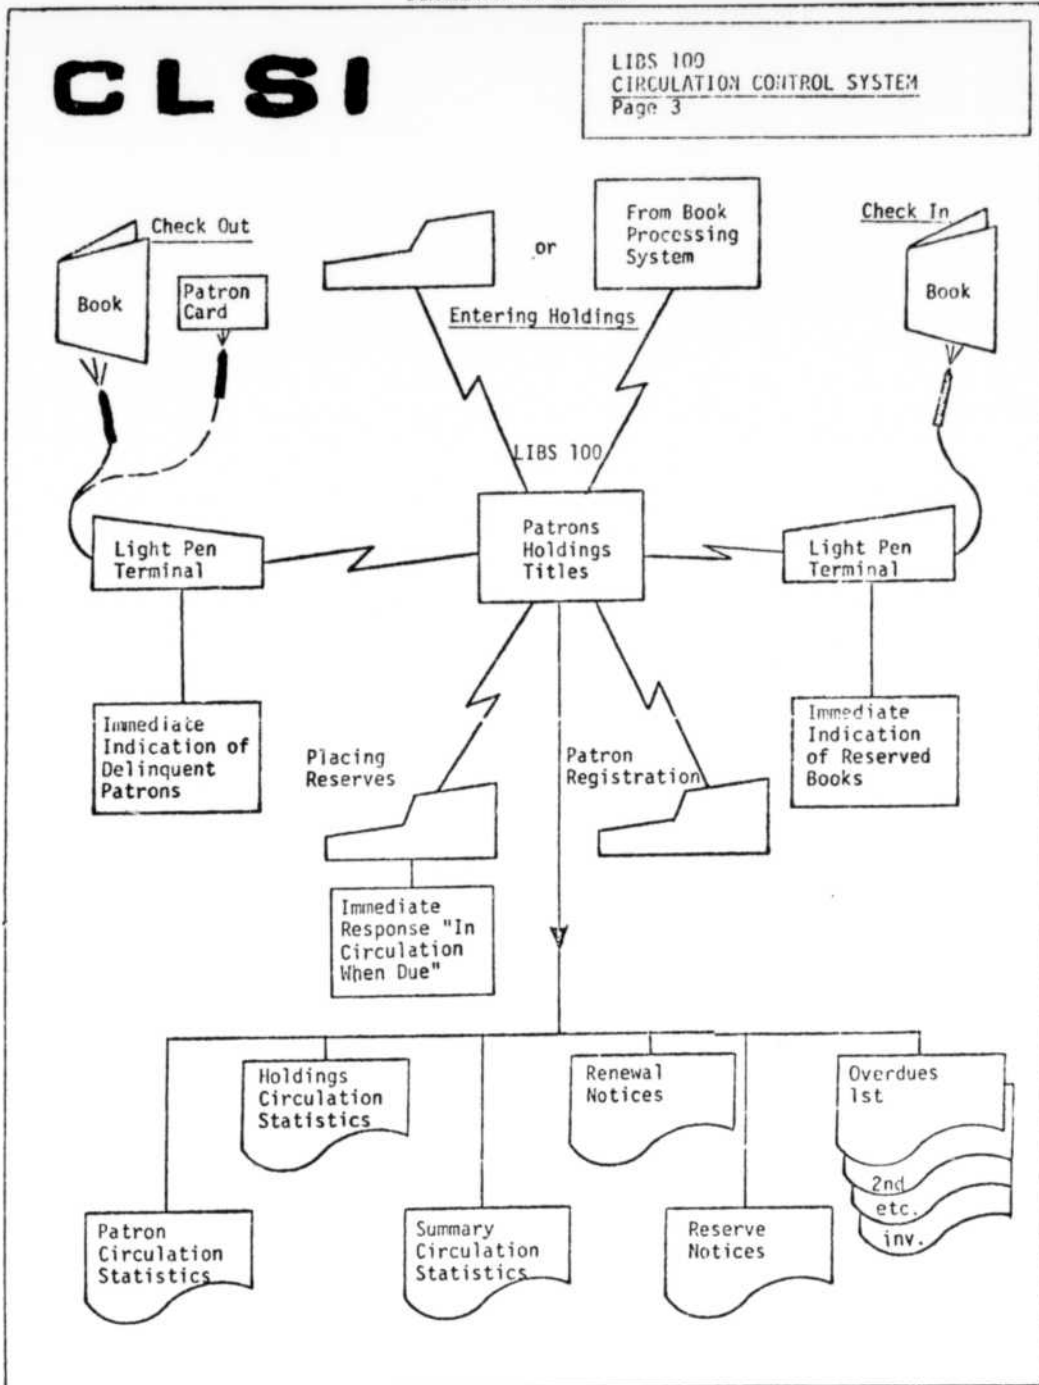 CLSI
LIBS 100
CIRCULATION CONTROL SYSTEM
Page 3
Check Out
Book
Patron
Card
or
From Book
Processing
System
Entering Holdings
Check In
Book
LIBS 100
Light Pen
Terminal
Patrons
Holdings
Titles
Light Pen
Terminal
Immediate
Indication of
Delinquent
Patrons
Placing
Reserves
Patron
Registration
Immediate
Indication
of Reserved
Books
Immediate
Response "In
Circulation
When Due"
Holdings
Circulation
Statistics
Renewal
Notices
Overdues
1st
2nd
etc.
inv.
Patron
Circulation
Statistics
Summary
Circulation
Statistics
Reserve
Notices